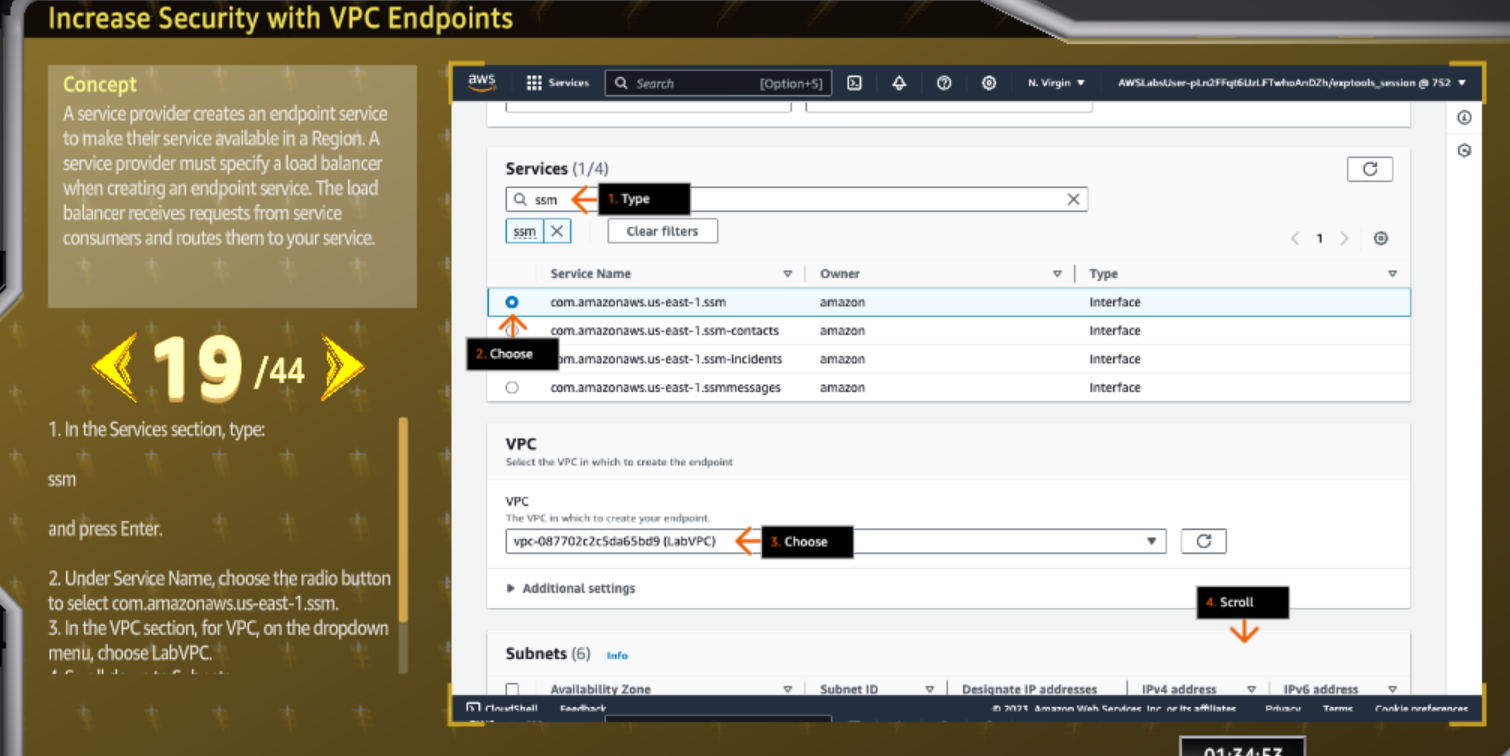 Increase Security with VPC Endpoints
Concept
A service provider creates an endpoint service
to make their service available in a Region. A
service provider must specify a load balancer
when creating an endpoint service. The load
balancer receives requests from service
consumers and routes them to your service.
19 /44
1. In the Services section, type:
ssm
and press Enter.
2. Under Service Name, choose the radio button
to select com.amazonaws.us-east-1.ssm.
3. In the VPC section, for VPC, on the dropdown
menu, choose LabVPC.
aws Services Search [Option+S] N. Virgin AWSLabsUser-pLn2FFqt6UzLFTwhoAnDZh/exptools_session @ 752
Services (1/4)
ssm 1. Type
ssm Clear filters
1
Service Name Owner Type
com.amazonaws.us-east-1.ssm amazon Interface
com.amazonaws.us-east-1.ssm-contacts amazon Interface
2. Choose om.amazonaws.us-east-1.ssm-incidents amazon Interface
com.amazonaws.us-east-1.ssmmessages amazon Interface
VPC
Select the VPC in which to create the endpoint
VPC
The VPC in which to create your endpoint.
vpc-087702c2c5da65bd9 (LabVPC) 3. Choose
Additional settings
4. Scroll
Subnets (6) Info
Availability Zone Subnet ID Designate IP addresses IPv4 address IPv6 address
CloudShell Feedback © 2023, Amazon Web Services, Inc. or its affiliates. Privacy Terms Cookie preferences
01:34:53